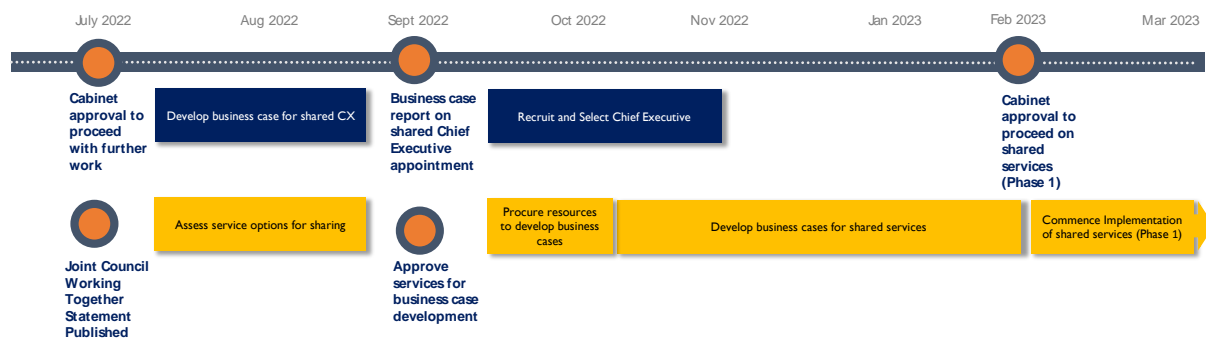 July 2022
Aug 2022
Sept 2022
Oct 2022
Nov 2022
Jan 2023
Feb 2023
Mar 2023
Cabinet
approval to
proceed
with further
work
Develop business case for shared CX
Business case
report on
shared Chief
Executive
appointment
Recruit and Select Chief Executive
Cabinet
approval to
proceed on
shared
services
(Phase 1)
Assess service options for sharing
Procure resources
to develop business
cases
Develop business cases for shared services
Commence Implementation
of shared services (Phase 1)
Joint Council
Working
Together
Statement
Published
Approve
services for
business case
development